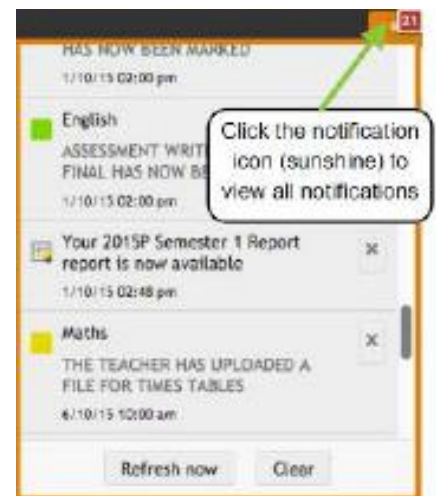 21
HAS NOW BEEN MARKED
1/10/15 02:00 pm
English
ASSESSMENT WRIT
FINAL HAS NOW BE
1/10/15 02:00 pm
Click the notification
icon (sunshine) to
view all notifications
Your 2015P Semester 1 Report
report is now available
1/10/15 02:48 pm
Maths
THE TEACHER HAS UPLOADED A
FILE FOR TIMES TABLES
6/10/15 10:00 am
Refresh now
Clear